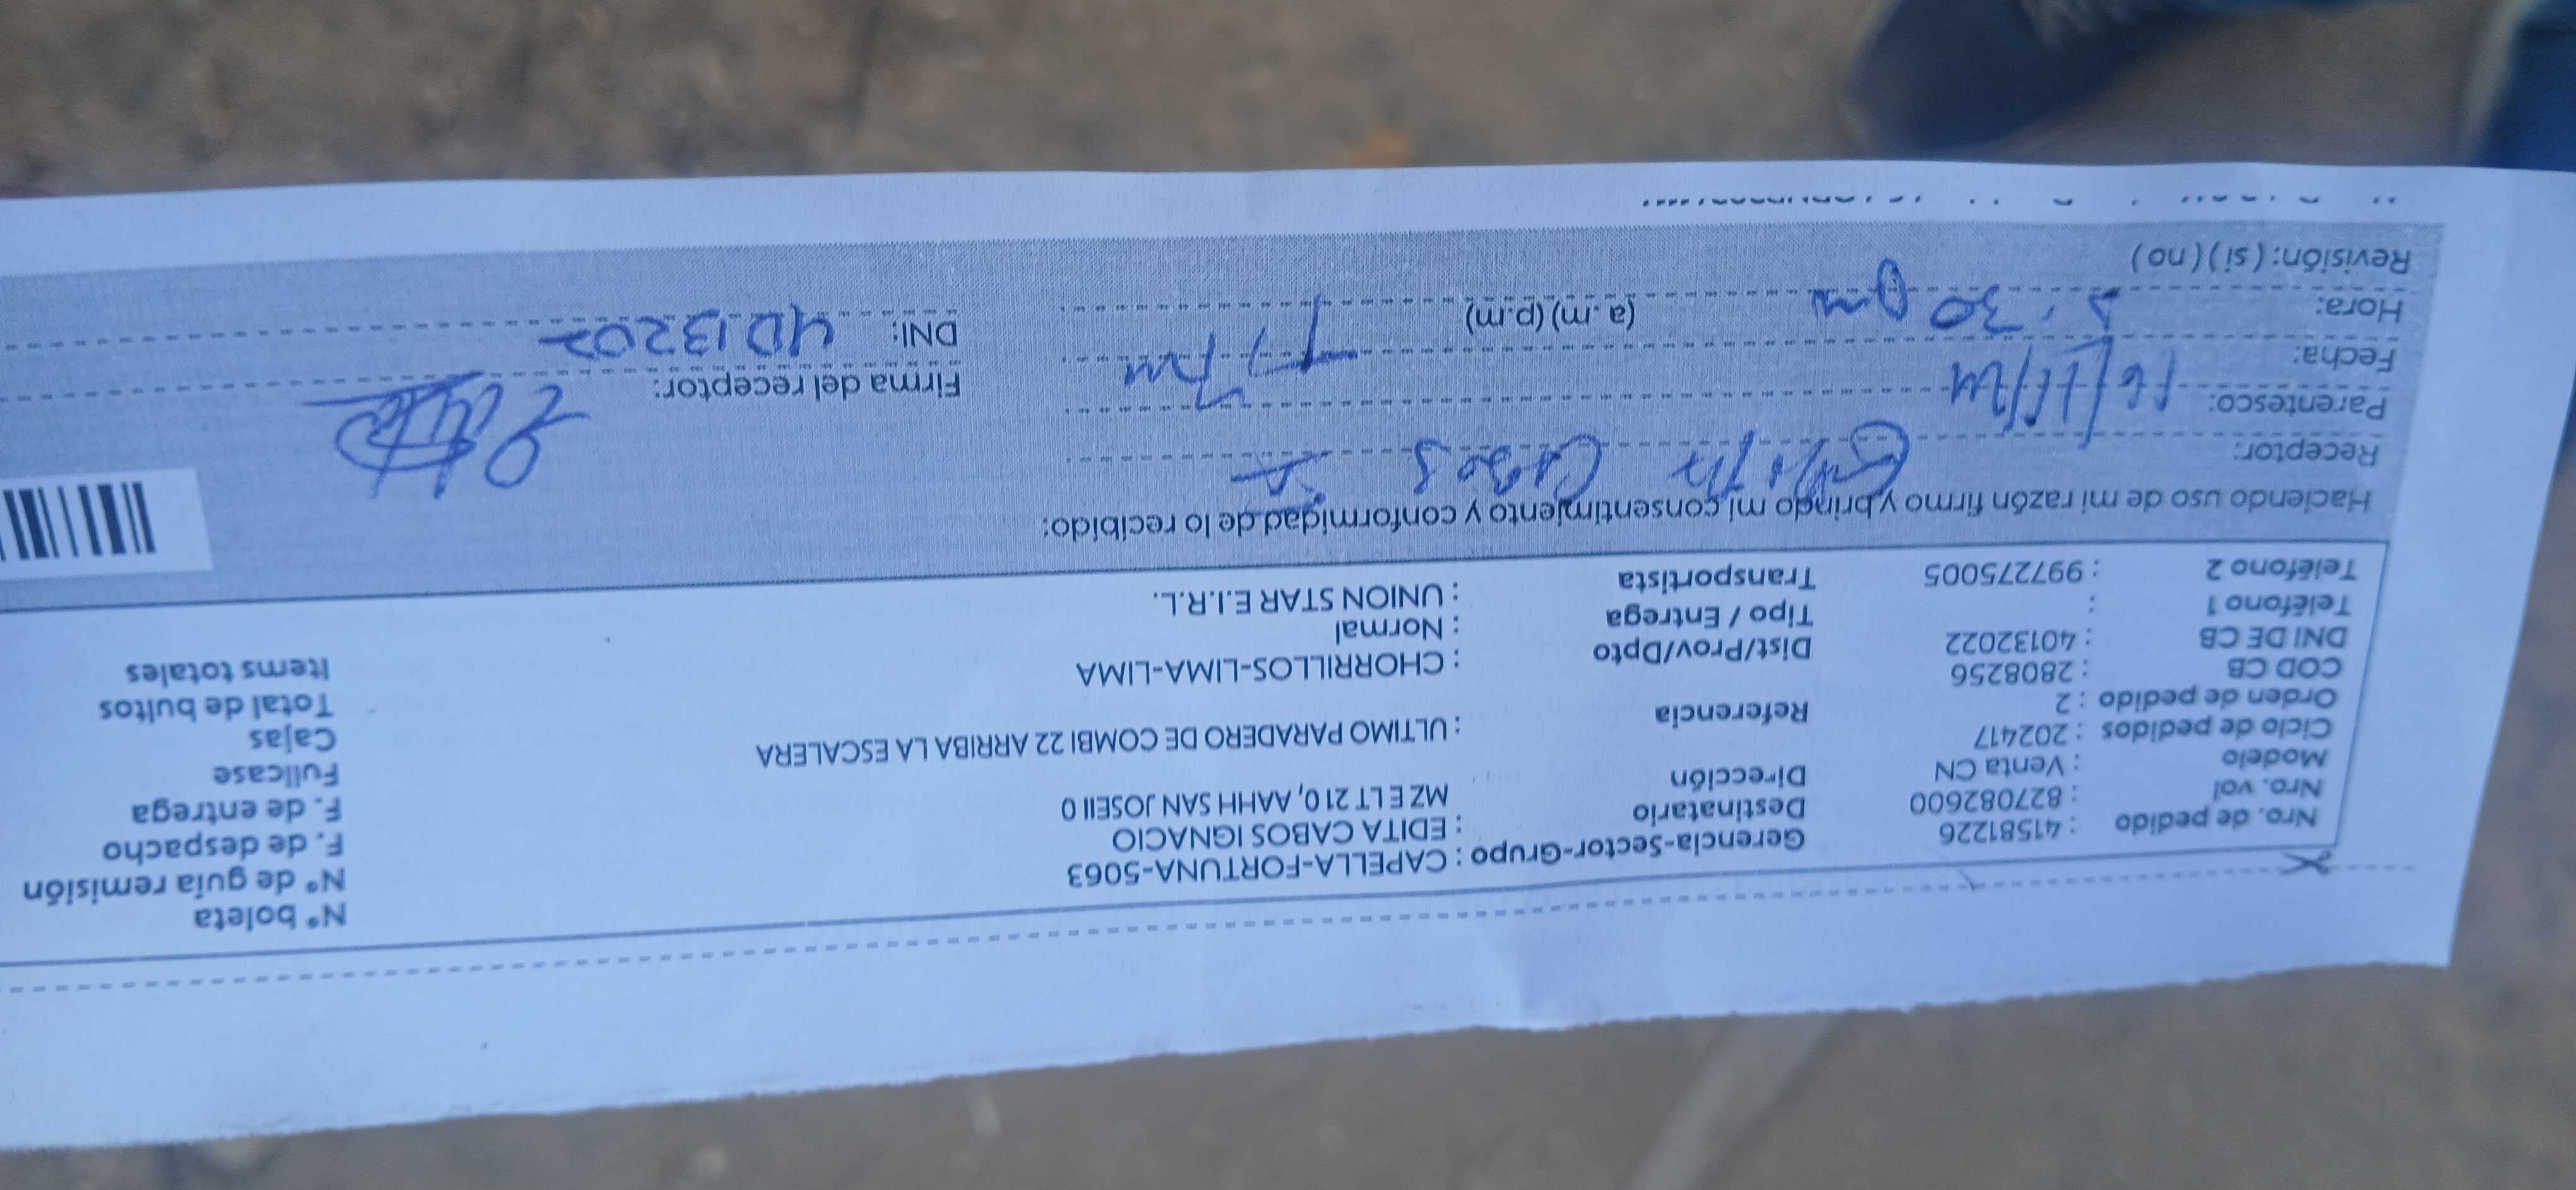 Nro. de pedido : 41581226 Gerencia-Sector-Grupo : CAPELLA-FORTUNA-5063 N° boleta
Nro. vol : 827082600 Destinatario : EDITA CABOS IGNACIO N° de guía remisión
Modelo : Venta CN Dirección MZ E LT 21 0, AAHH SAN JOSEII 0 F. de despacho
Ciclo de pedidos : 202417 F. de entrega
Orden de pedido : 2 Referencia : ULTIMO PARADERO DE COMBI 22 ARRIBA LA ESCALERA Fullcase
COD CB : 2808256 Cajas
DNI DE CB : 40132022 Dist/Prov/Dpto : CHORRILLOS-LIMA-LIMA Total de bultos
Teléfono 1 : Tipo / Entrega : Normal Items totales
Teléfono 2 : 997275005 Transportista : UNION STAR E.I.R.L.
Haciendo uso de mi razón firmo y brindo mi consentimiento y conformidad de lo recibido:
Receptor: Cabos
Parentesco: Firma del receptor:
Fecha:
Hora: :30 pm (a.m)(p.m) DNI:
Revisión: (si) (no)